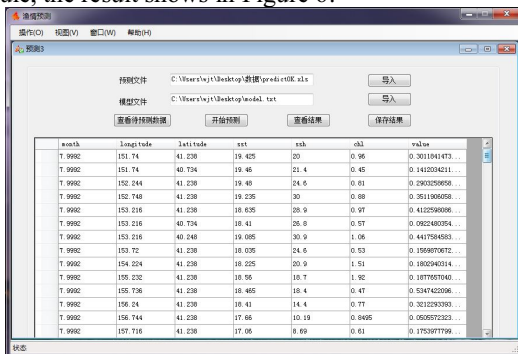 ule, the result shows in Figure 6.
渔情预测
操作(O) 视图(V) 窗口(W) 帮助(H)
预测3
预测文件 C:\Users\wjt\Desktop\数据\predictOK.xls 导入
模型文件 C:\Users\wjt\Desktop\model.txt 导入
查看待预测数据 开始预测 查看结果 保存结果
month longitude latitude sst ssh chl value
7.9992 151.74 41.238 19.425 20 0.96 0.3011841473...
7.9992 151.74 40.734 19.46 21.4 0.45 0.1412034211...
7.9992 152.244 41.238 19.48 24.6 0.61 0.2903258658...
7.9992 152.748 41.238 19.235 30 0.88 0.3511906058...
7.9992 153.216 41.238 18.635 28.9 0.97 0.4122598086...
7.9992 153.216 40.734 18.41 26.8 0.57 0.0922480354...
7.9992 153.216 40.248 19.085 30.9 1.06 0.4417584583...
7.9992 153.72 41.238 18.035 24.6 0.53 0.1569870672...
7.9992 154.224 41.238 18.225 20.9 1.51 0.1802940314...
7.9992 155.232 41.238 18.56 18.7 1.92 0.1877657040...
7.9992 155.736 41.238 18.465 18.4 0.47 0.5347422096...
7.9992 156.24 41.238 18.41 14.4 0.77 0.3212293393...
7.9992 156.744 41.238 17.66 10.19 0.8495 0.0505572323...
7.9992 157.716 41.238 17.06 8.69 0.61 0.1753977799...
状态